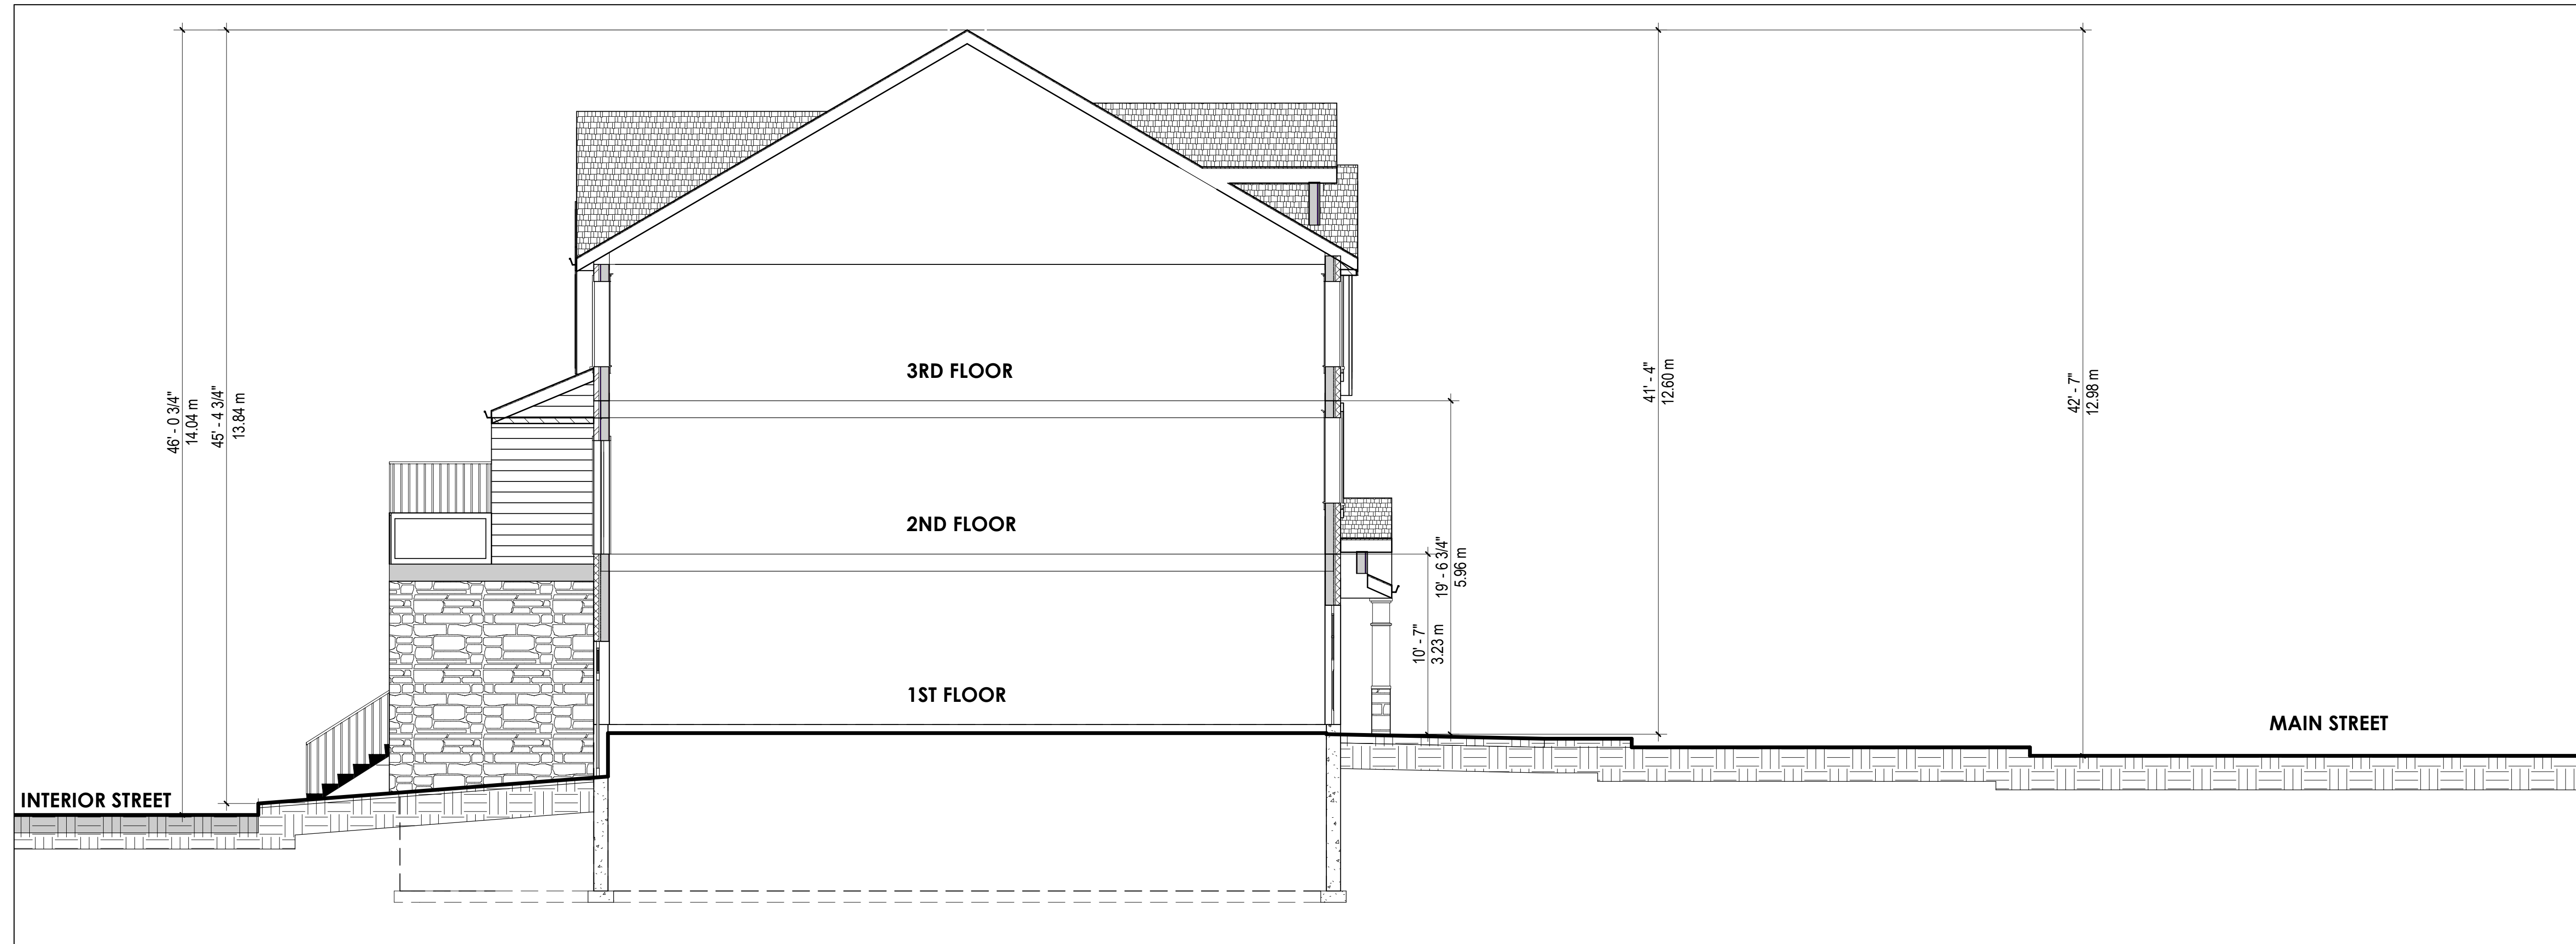 46' - 0 3/4"
14.04 m
45' - 4 3/4"
13.84 m
3RD FLOOR
2ND FLOOR
1ST FLOOR
10' - 7"
3.23 m
19' - 6 3/4"
5.96 m
41' - 4"
12.60 m
42' - 7"
12.98 m
MAIN STREET
INTERIOR STREET